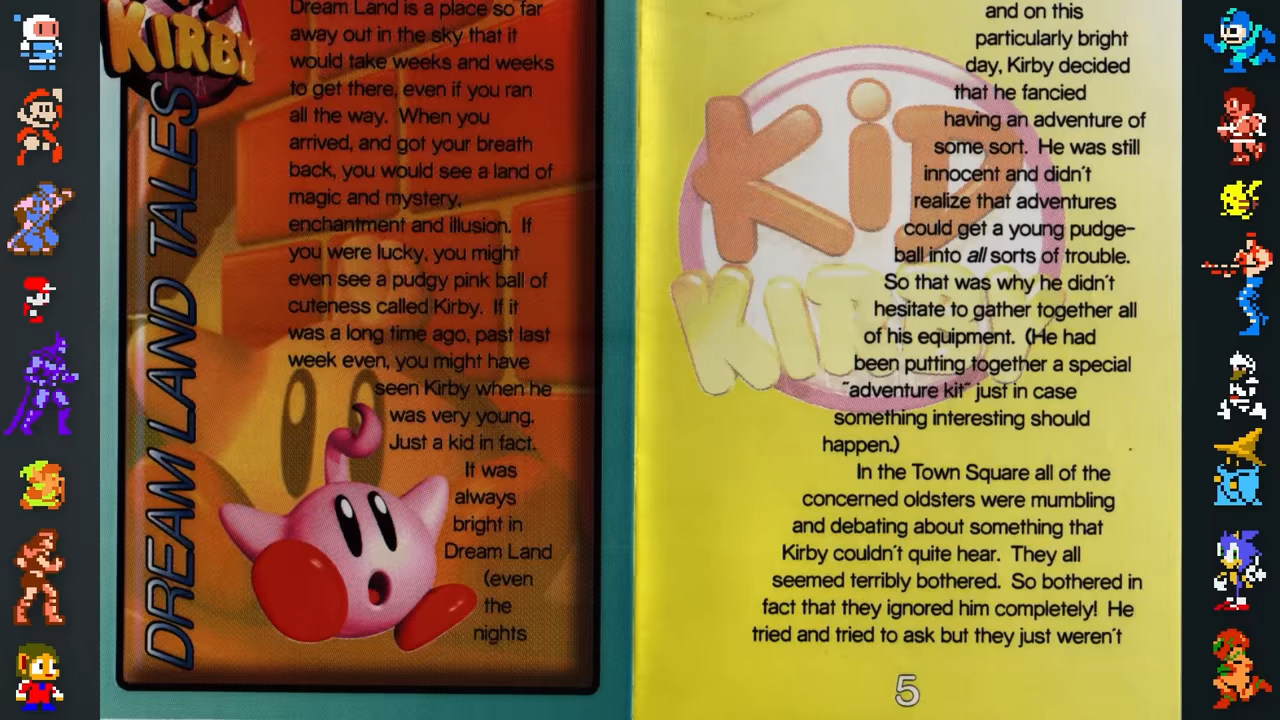 KIRBY
DREAM LAND TALES
Dream Land is a place so far
away out in the sky that it
would take weeks and weeks
to get there, even if you ran
all the way. When you
arrived, and got your breath
back, you would see a land of
magic and mystery,
enchantment and illusion. If
you were lucky, you might
even see a pudgy pink ball of
cuteness called Kirby. If it
was a long time ago, past last
week even, you might have
seen Kirby when he
was very young.
Just a kid in fact.
It was
always
bright in
Dream Land
(even
the
nights
KiD
KIRBY
and on this
particularly bright
day, Kirby decided
that he fancied
having an adventure of
some sort. He was still
innocent and didn't
realize that adventures
could get a young pudge-
ball into all sorts of trouble.
So that was why he didn't
hesitate to gather together all
of his equipment. (He had
been putting together a special
"adventure kit" just in case
something interesting should
happen.)
In the Town Square all of the
concerned oldsters were mumbling
and debating about something that
Kirby couldn't quite hear. They all
seemed terribly bothered. So bothered in
fact that they ignored him completely! He
tried and tried to ask but they just weren't
5